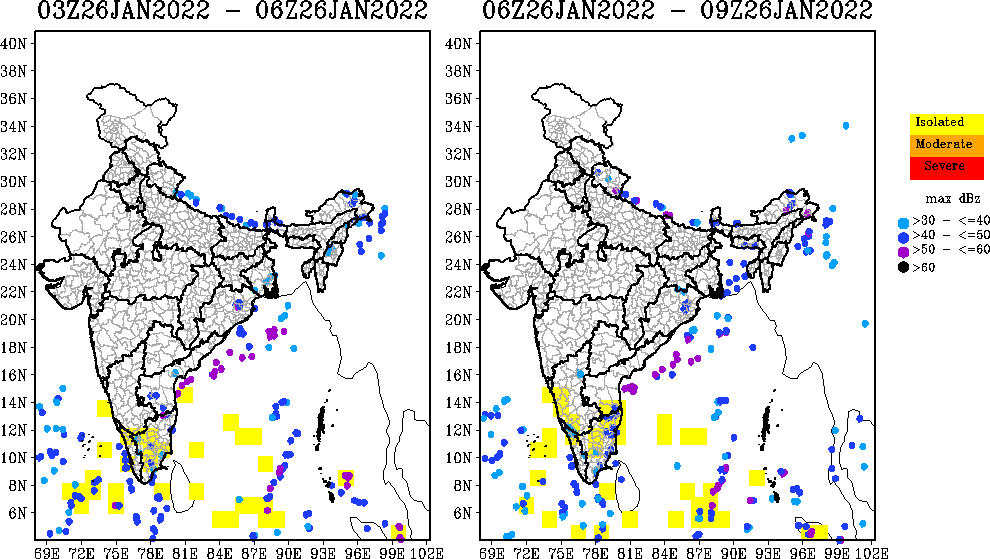 03Z26JAN2022 - 06Z26JAN2022
40N
38N
36N
34N
32N
30N
28N
26N
24N
22N
20N
18N
16N
14N
12N
10N
8N
6N
69E 72E 75E 78E 81E 84E 87E 90E 93E 96E 99E 102E
06Z26JAN2022 - 09Z26JAN2022
40N
38N
36N
34N
32N
30N
28N
26N
24N
22N
20N
18N
16N
14N
12N
10N
8N
6N
69E 72E 75E 78E 81E 84E 87E 90E 93E 96E 99E 102E
Isolated
Moderate
Severe
max dBz
>30 - <=40
>40 - <=50
>50 - <=60
>60